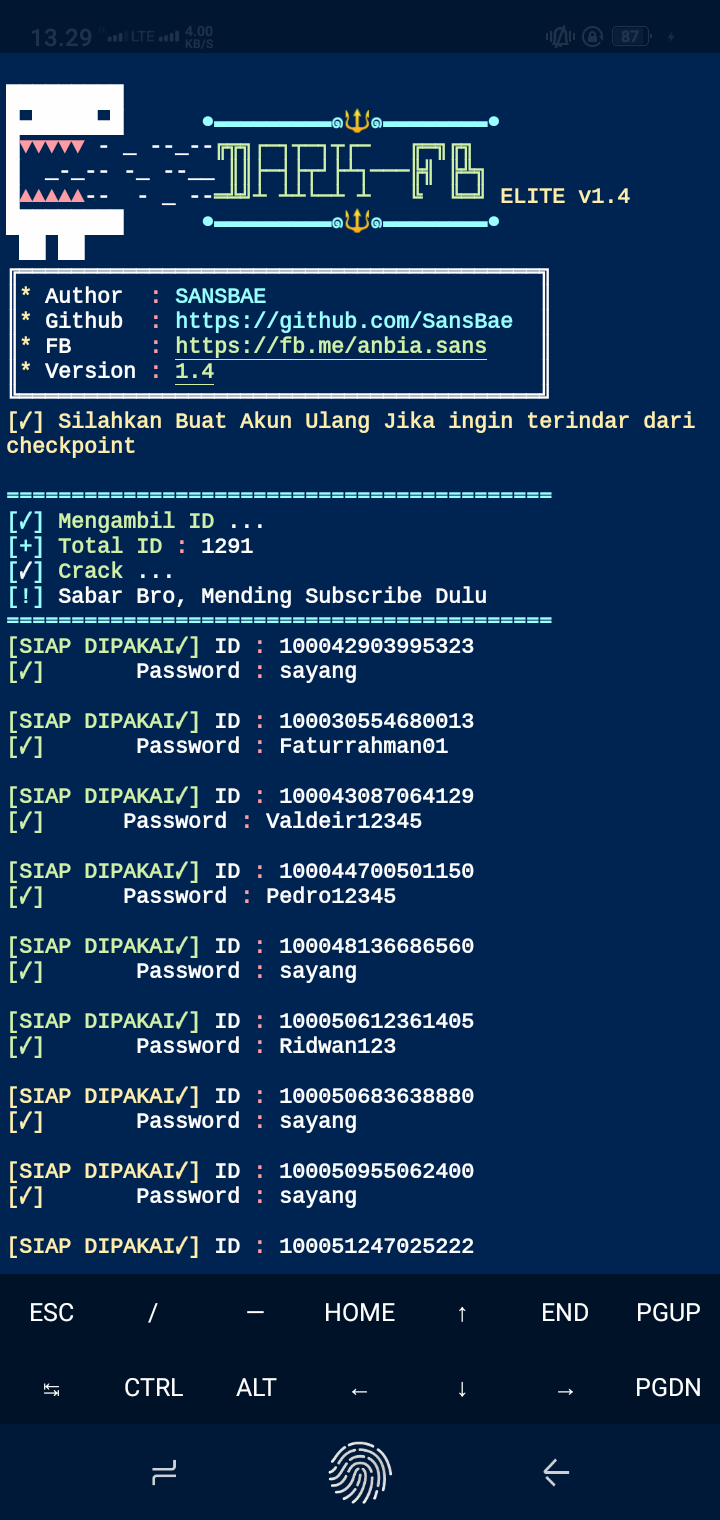 13.29 LTE 4.00
KB/S
87
ELITE v1.4
* Author : SANSBAE
* Github : https://github.com/SansBae
* FB : https://fb.me/anbia.sans
* Version : 1.4
[✓] Silahkan Buat Akun Ulang Jika ingin terindar dari
checkpoint
==========================================
[✓] Mengambil ID ...
[+] Total ID : 1291
[✓] Crack ...
[!] Sabar Bro, Mending Subscribe Dulu
==========================================
[SIAP DIPAKAI✓] ID : 100042903995323
[✓] Password : sayang
[SIAP DIPAKAI✓] ID : 100030554680013
[✓] Password : Faturrahman01
[SIAP DIPAKAI✓] ID : 100043087064129
[✓] Password : Valdeir12345
[SIAP DIPAKAI✓] ID : 100044700501150
[✓] Password : Pedro12345
[SIAP DIPAKAI✓] ID : 100048136686560
[✓] Password : sayang
[SIAP DIPAKAI✓] ID : 100050612361405
[✓] Password : Ridwan123
[SIAP DIPAKAI✓] ID : 100050683638880
[✓] Password : sayang
[SIAP DIPAKAI✓] ID : 100050955062400
[✓] Password : sayang
[SIAP DIPAKAI✓] ID : 100051247025222
ESC / — HOME ↑ END PGUP
↹ CTRL ALT ← ↓ → PGDN